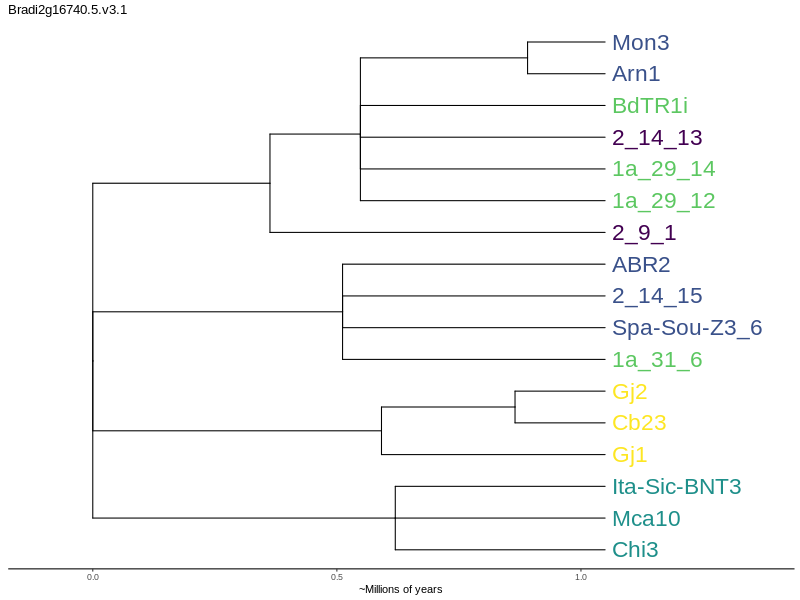 Bradi2g16740.5.v3.1
Mon3
Arn1
BdTR1i
2_14_13
1a_29_14
1a_29_12
2_9_1
ABR2
2_14_15
Spa-Sou-Z3_6
1a_31_6
Gj2
Cb23
Gj1
Ita-Sic-BNT3
Mca10
Chi3
0.0 0.5 1.0
~Millions of years